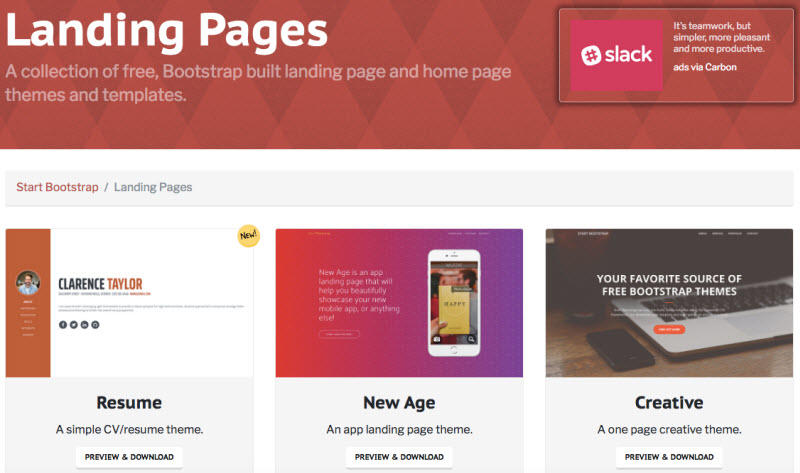 Landing Pages
A collection of free, Bootstrap built landing page and home page
themes and templates.
slack
It's teamwork, but
simpler, more pleasant
and more productive.
ads via Carbon
Start Bootstrap / Landing Pages
New!
CLARENCE TAYLOR
New Age is an app
landing page that will
help you beautifully
showcase your new
mobile app, or anything
else!
HAPPY
START BOOTSTRAP
YOUR FAVORITE SOURCE OF
FREE BOOTSTRAP THEMES
Resume
A simple CV/resume theme.
PREVIEW & DOWNLOAD
New Age
An app landing page theme.
PREVIEW & DOWNLOAD
Creative
A one page creative theme.
PREVIEW & DOWNLOAD